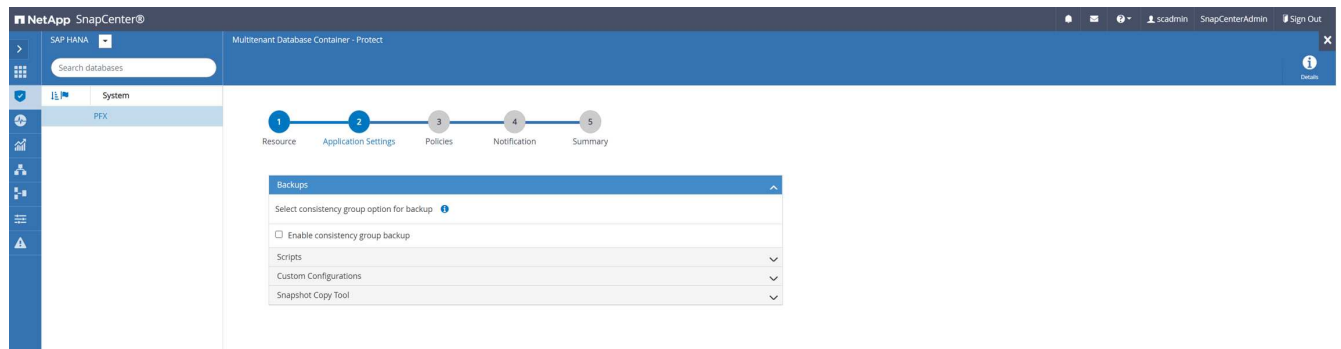 NetApp SnapCenter®
scadmin SnapCenterAdmin Sign Out
SAP HANA
Multitenant Database Container - Protect
Search databases
Details
System
PFX
1 2 3 4 5
Resource Application Settings Policies Notification Summary
Backups
Select consistency group option for backup
Enable consistency group backup
Scripts
Custom Configurations
Snapshot Copy Tool